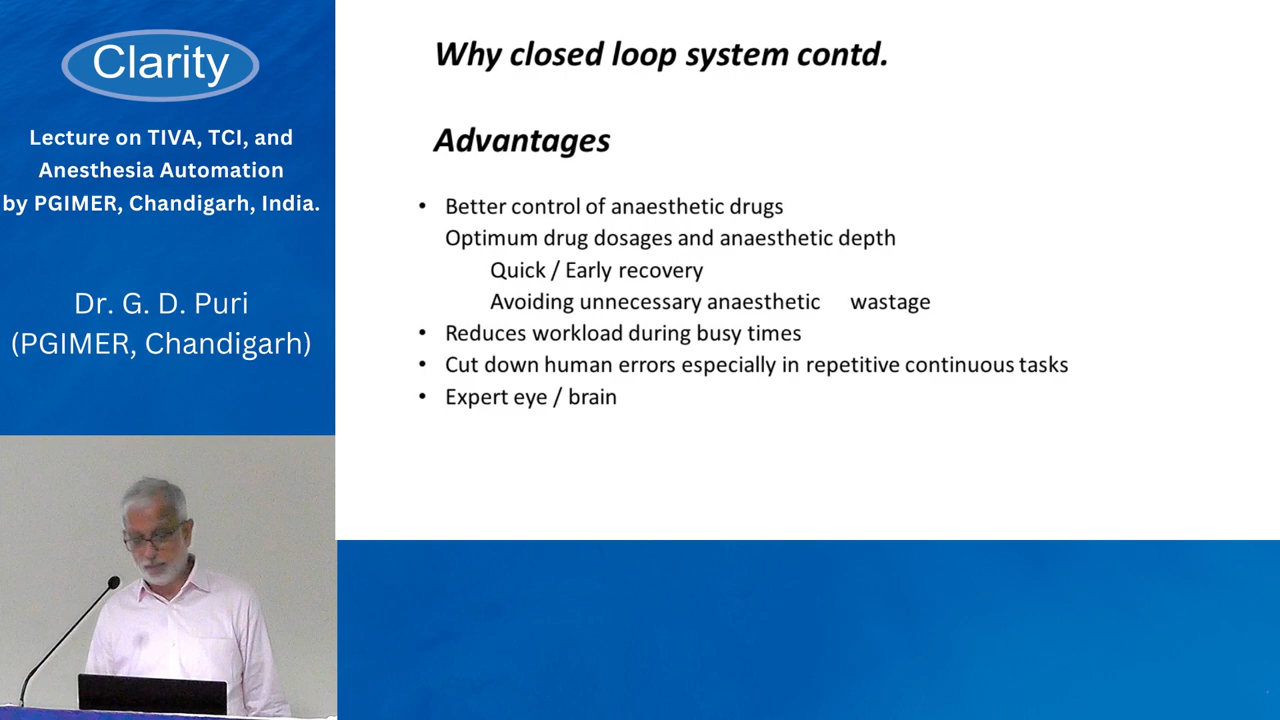 Clarity
Lecture on TIVA, TCI, and
Anesthesia Automation
by PGIMER, Chandigarh, India.
Dr. G. D. Puri
(PGIMER, Chandigarh)
Why closed loop system contd.
Advantages
• Better control of anaesthetic drugs
Optimum drug dosages and anaesthetic depth
Quick / Early recovery
Avoiding unnecessary anaesthetic wastage
• Reduces workload during busy times
• Cut down human errors especially in repetitive continuous tasks
• Expert eye / brain